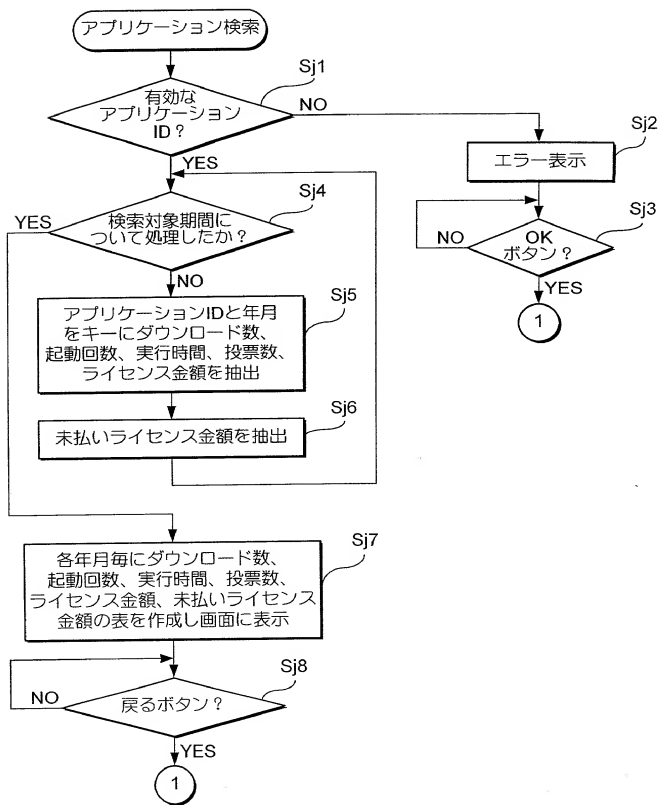 アプリケーション検索
Sj1
有効な
アプリケーション
ID？
NO
YES
Sj2
エラー表示
Sj3
OK
ボタン？
NO
YES
1
Sj4
検索対象期間に
ついて処理したか？
YES
NO
Sj5
アプリケーションIDと年月
をキーにダウンロード数、
起動回数、実行時間、投票数、
ライセンス金額を抽出
Sj6
未払いライセンス金額を抽出
Sj7
各年月毎にダウンロード数、
起動回数、実行時間、投票数、
ライセンス金額、未払いライセンス
金額の表を作成し画面に表示
Sj8
戻るボタン？
NO
YES
1